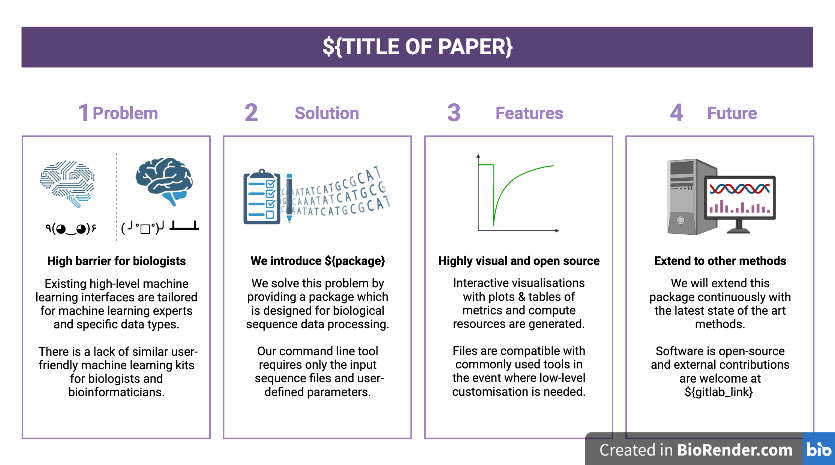 ${TITLE OF PAPER}
1 Problem
2 Solution
3 Features
4 Future
٩(◕‿◕)۶
(╯°□°)╯┻━┻
High barrier for biologists
Existing high-level machine
learning interfaces are tailored
for machine learning experts
and specific data types.
There is a lack of similar user-
friendly machine learning kits
for biologists and
bioinformaticians.
We introduce ${package}
We solve this problem by
providing a package which
is designed for biological
sequence data processing.
Our command line tool
requires only the input
sequence files and user-
defined parameters.
Highly visual and open source
Interactive visualisations
with plots & tables of
metrics and compute
resources are generated.
Files are compatible with
commonly used tools in
the event where low-level
customisation is needed.
Extend to other methods
We will extend this
package continuously with
the latest state of the art
methods.
Software is open-source
and external contributions
are welcome at
${gitlab_link}
Created in BioRender.com bio